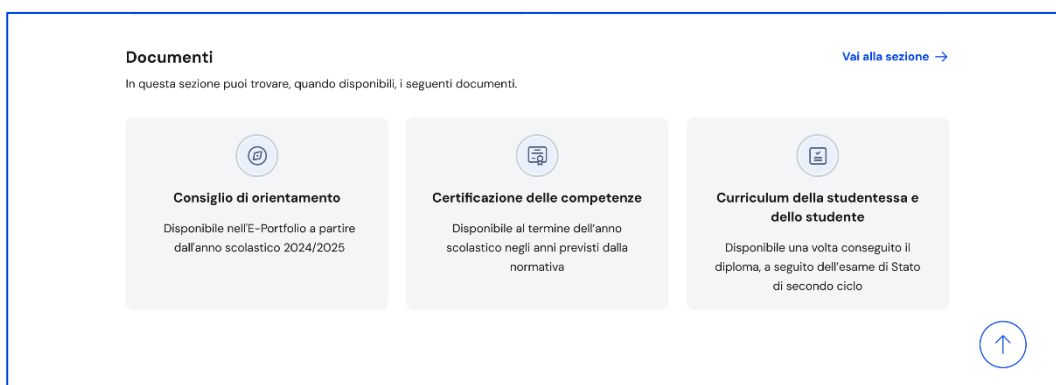 Documenti
Vai alla sezione →
In questa sezione puoi trovare, quando disponibili, i seguenti documenti.
Consiglio di orientamento
Disponibile nell'E-Portfolio a partire
dall'anno scolastico 2024/2025
Certificazione delle competenze
Disponibile al termine dell'anno
scolastico negli anni previsti dalla
normativa
Curriculum della studentessa e
dello studente
Disponibile una volta conseguito il
diploma, a seguito dell'esame di Stato
di secondo ciclo